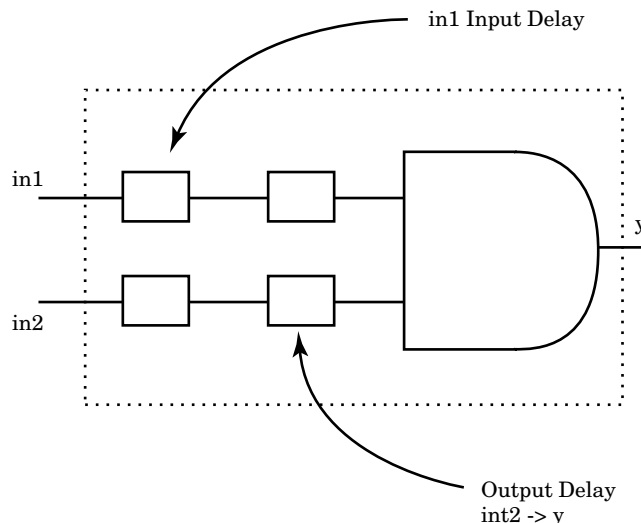 in1 Input Delay
in1
y
in2
Output Delay
int2 -> y